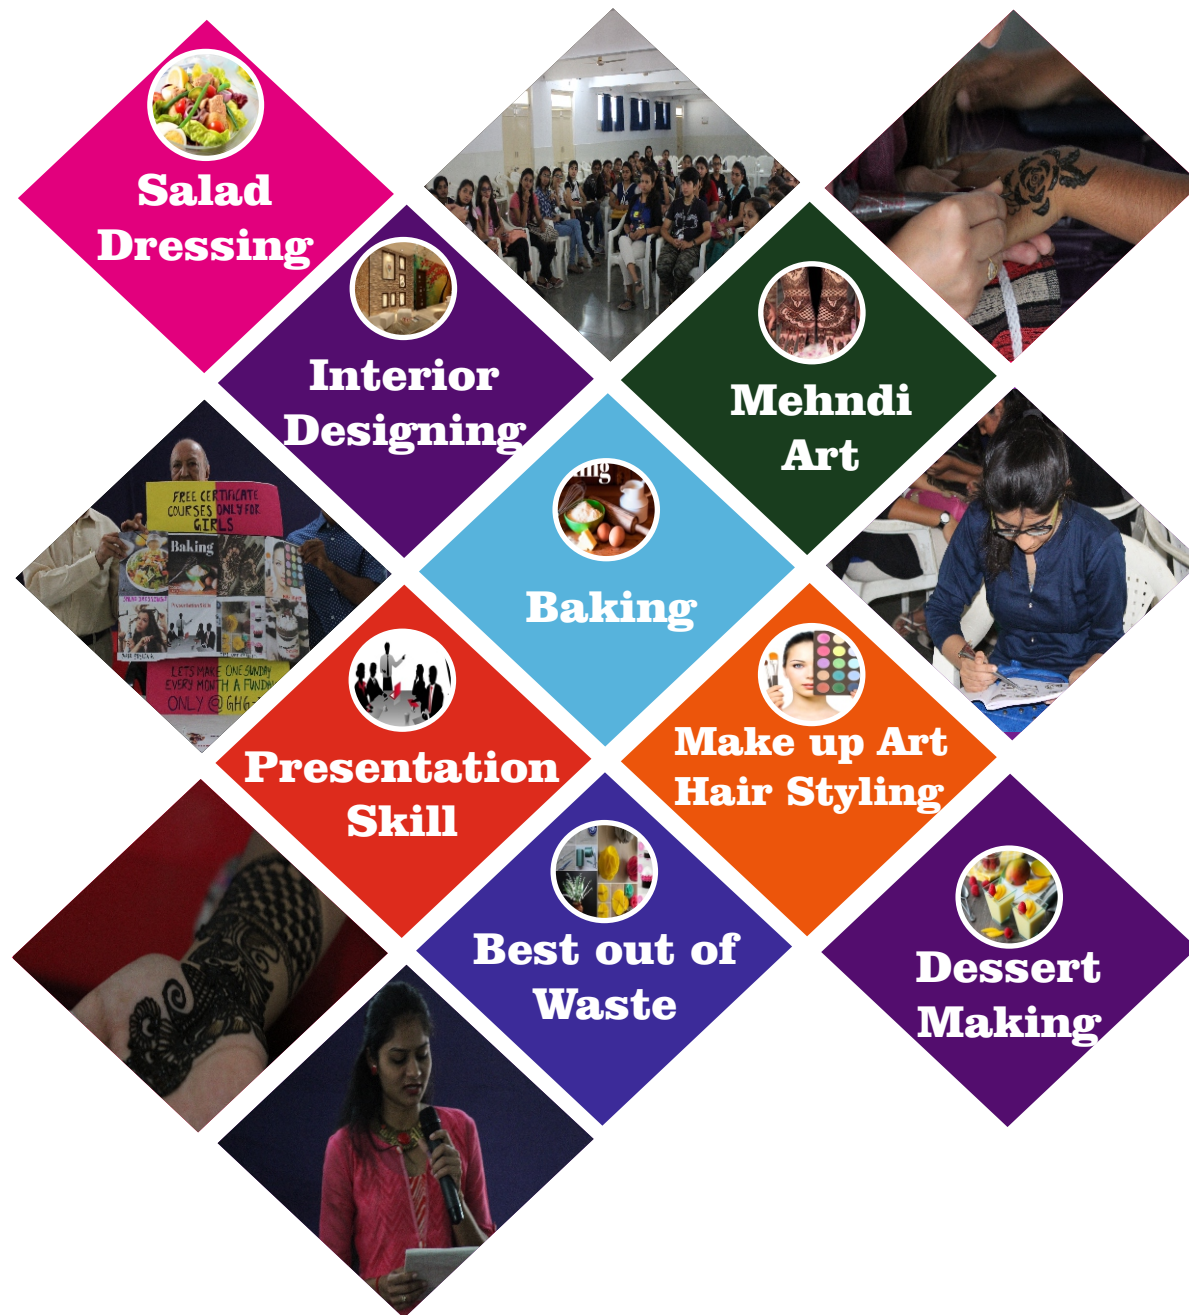 Salad
Dressing
Interior
Designing
Mehndi
Art
FREE CERTIFICATE
COURSES ONLY FOR
GIRLS
Baking
Baking
Presentation
Skill
Make up Art
Hair Styling
LETS MAKE ONE SUNDAY
EVERY MONTH A FUNDAY
ONLY @ GHG
Best out of
Waste
Dessert
Making